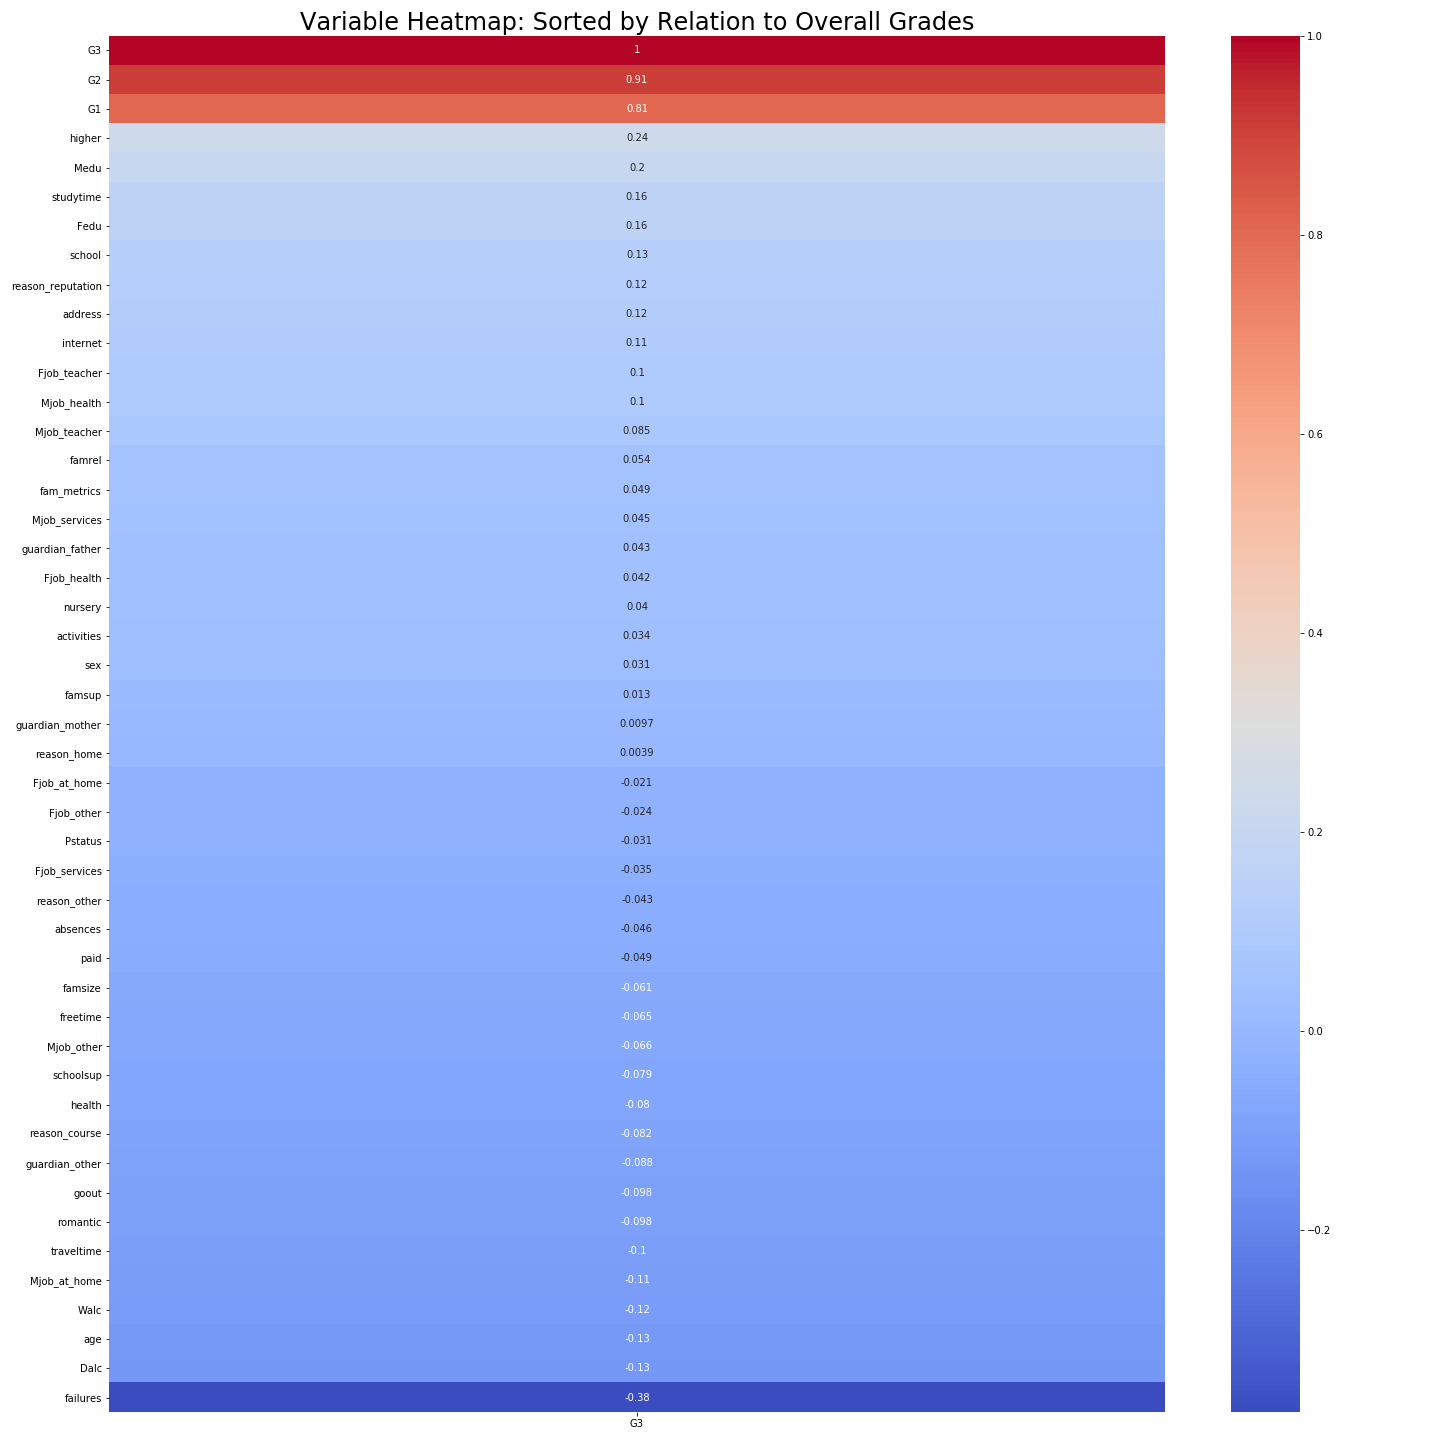 Variable Heatmap: Sorted by Relation to Overall Grades
G3 1
G2 0.91
G1 0.81
higher 0.24
Medu 0.2
studytime 0.16
Fedu 0.16
school 0.13
reason_reputation 0.12
address 0.12
internet 0.11
Fjob_teacher 0.1
Mjob_health 0.1
Mjob_teacher 0.085
famrel 0.054
fam_metrics 0.049
Mjob_services 0.045
guardian_father 0.043
Fjob_health 0.042
nursery 0.04
activities 0.034
sex 0.031
famsup 0.013
guardian_mother 0.0097
reason_home 0.0039
Fjob_at_home -0.021
Fjob_other -0.024
Pstatus -0.031
Fjob_services -0.035
reason_other -0.043
absences -0.046
paid -0.049
famsize -0.061
freetime -0.065
Mjob_other -0.066
schoolsup -0.079
health -0.08
reason_course -0.082
guardian_other -0.088
goout -0.098
romantic -0.098
traveltime -0.1
Mjob_at_home -0.11
Walc -0.12
age -0.13
Dalc -0.13
failures -0.38
G3
1.0
0.8
0.6
0.4
0.2
0.0
−0.2